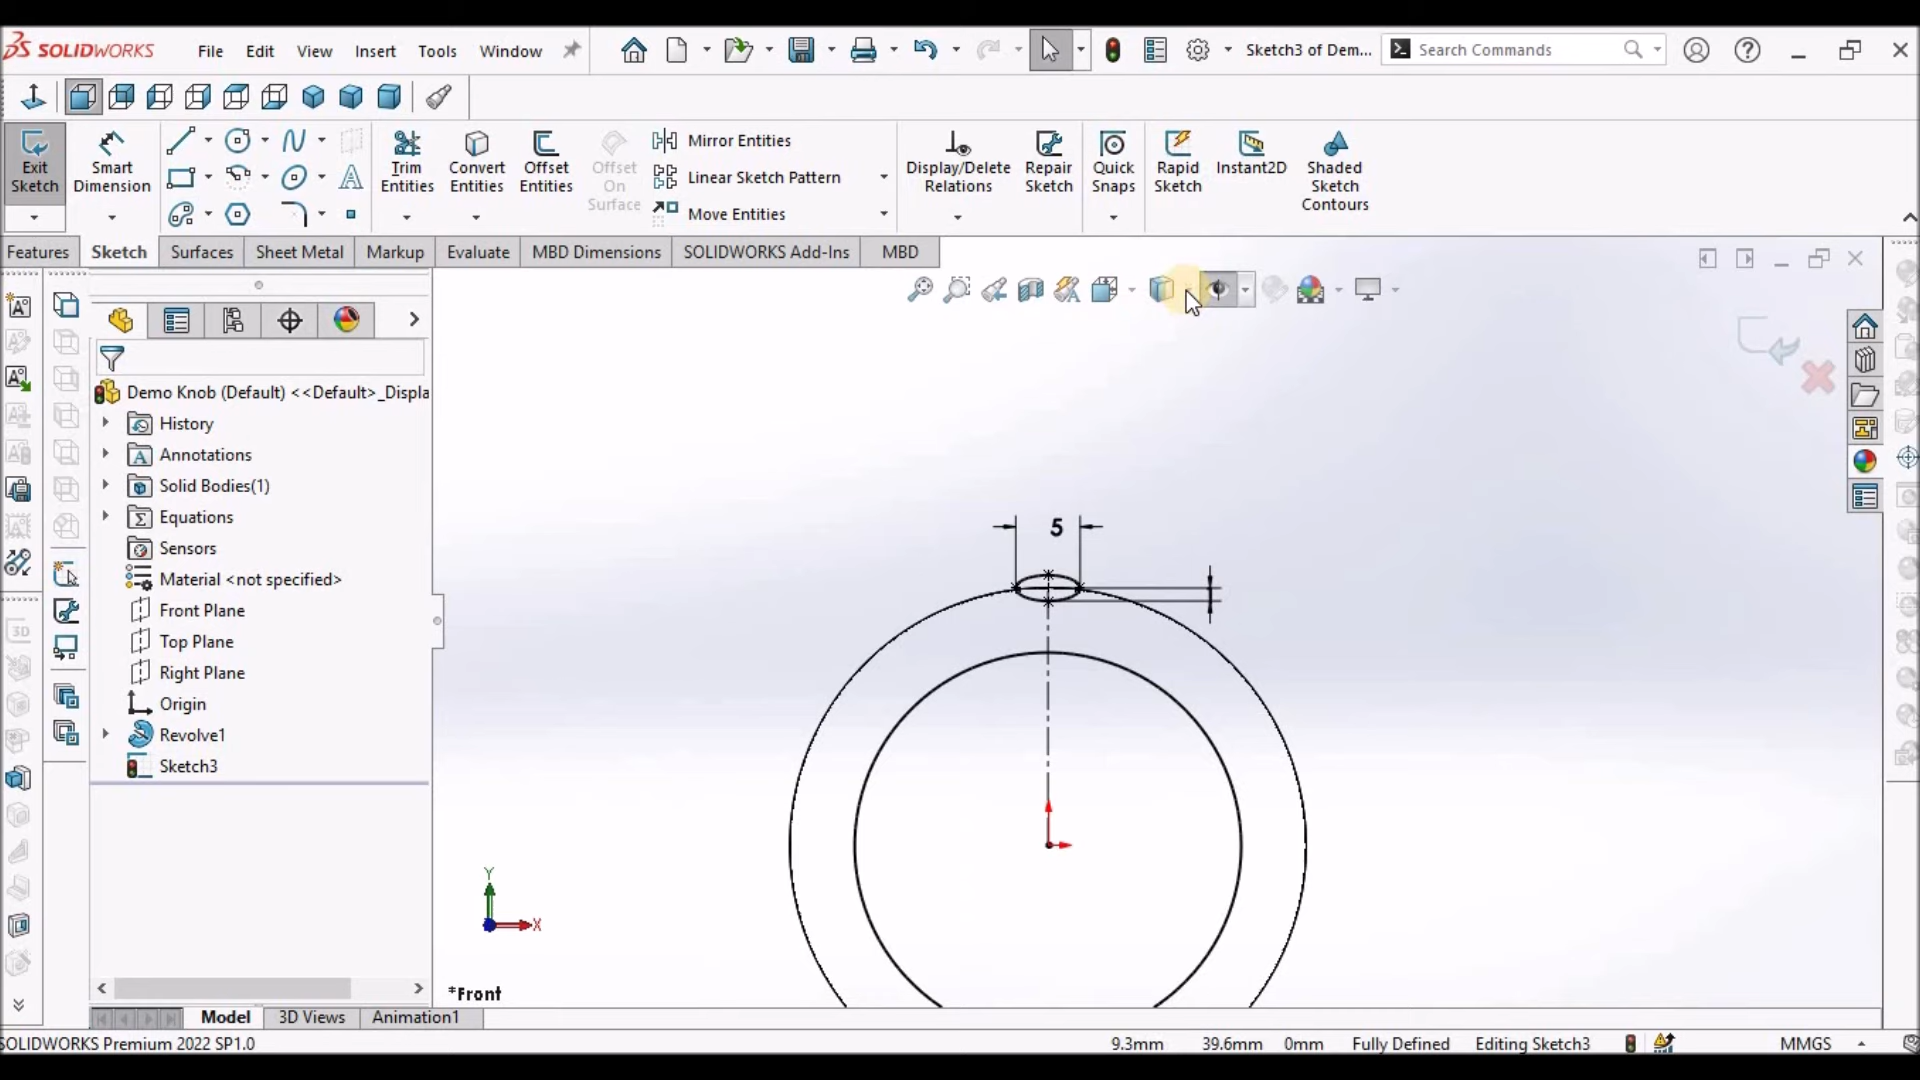 SOLIDWORKS File Edit View Insert Tools Window Sketch3 of Dem... Search Commands
Exit Sketch
Smart Dimension
Trim Entities
Convert Entities
Offset Entities
Offset On Surface
Mirror Entities
Linear Sketch Pattern
Move Entities
Display/Delete Relations
Repair Sketch
Quick Snaps
Rapid Sketch
Instant2D
Shaded Sketch Contours
Features Sketch Surfaces Sheet Metal Markup Evaluate MBD Dimensions SOLIDWORKS Add-Ins MBD
Demo Knob (Default) <<Default>_Displa
History
Annotations
Solid Bodies(1)
Equations
Sensors
Material <not specified>
Front Plane
Top Plane
Right Plane
Origin
Revolve1
Sketch3
5
Y
X
*Front
Model 3D Views Animation1
SOLIDWORKS Premium 2022 SP1.0 9.3mm 39.6mm 0mm Fully Defined Editing Sketch3 MMGS